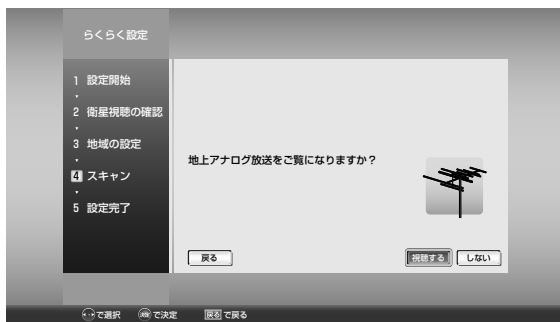 らくらく設定
1 設定開始
2 衛星視聴の確認
3 地域の設定
4 スキャン
5 設定完了
地上アナログ放送をご覧になりますか？
戻る 視聴する しない
で選択 決定 で決定 戻る で戻る